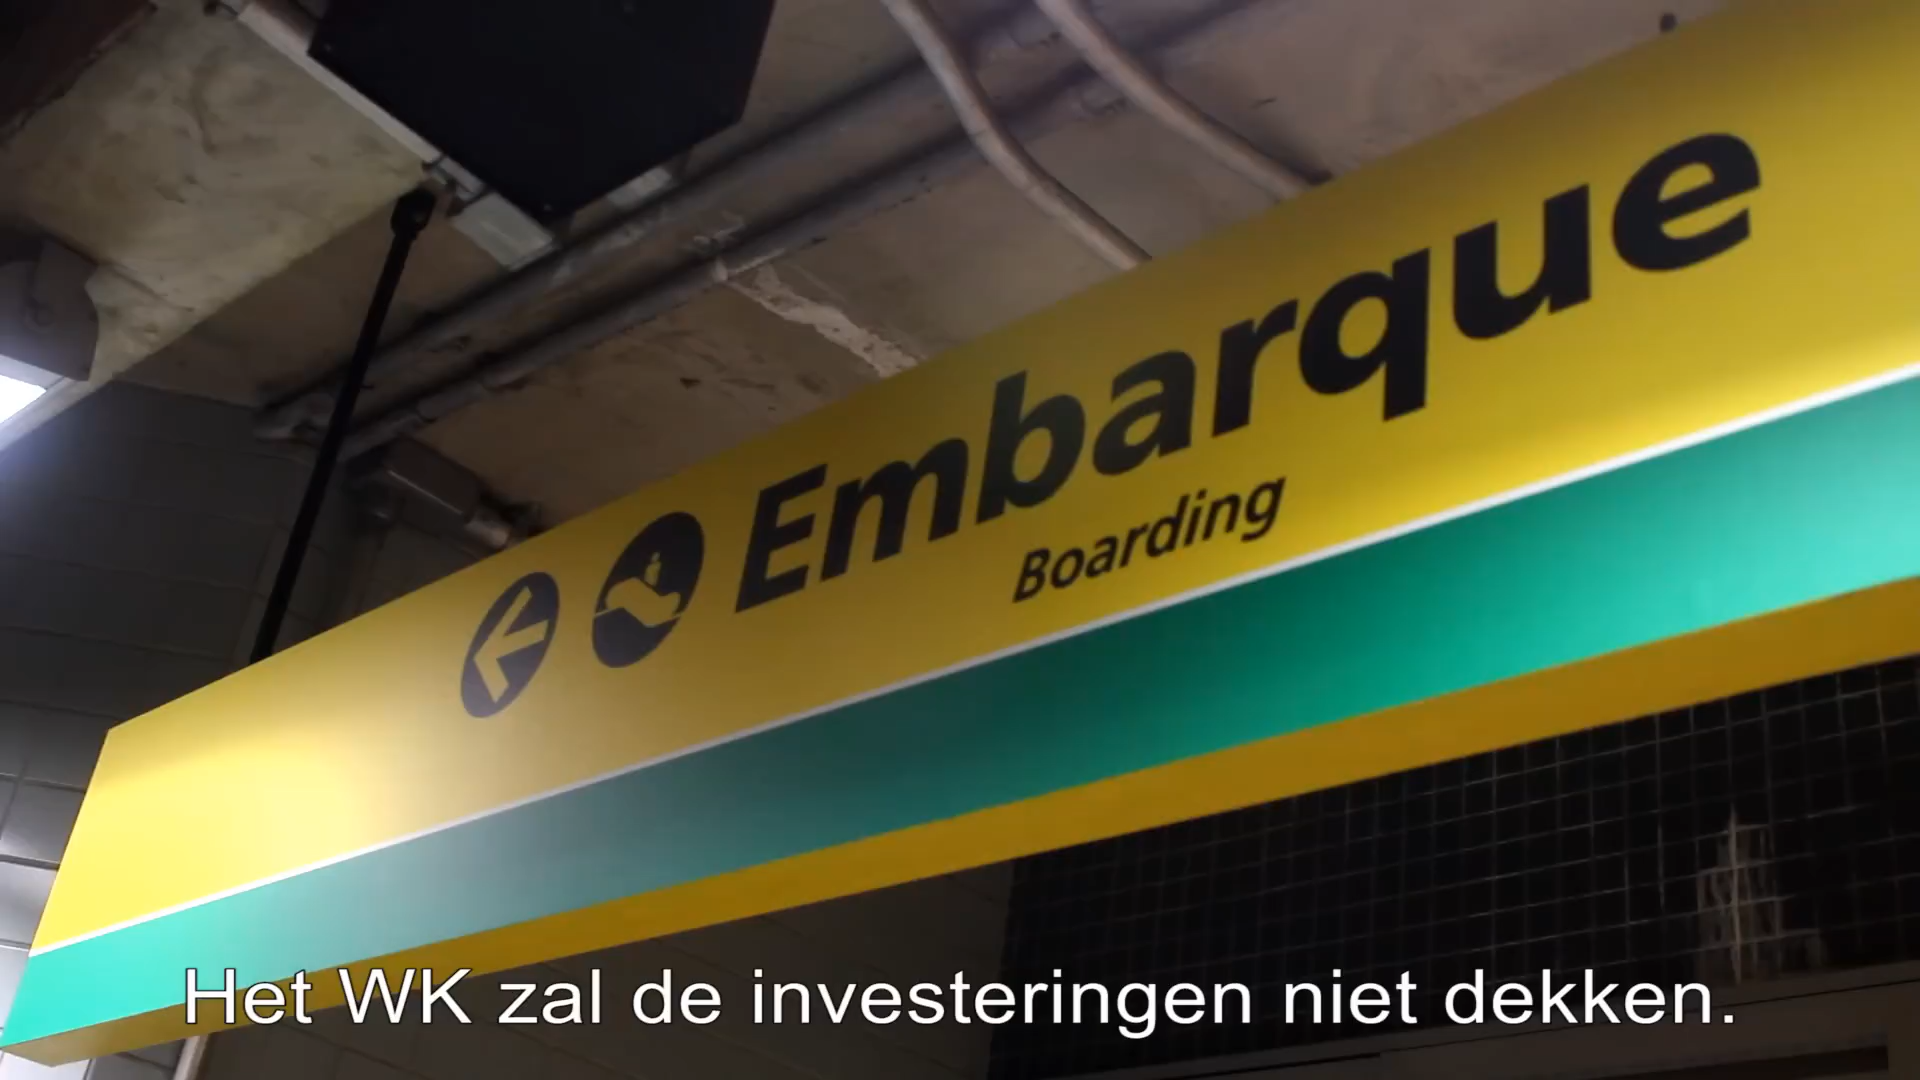 Embarque
Boarding
Het WK zal de investeringen niet dekken.